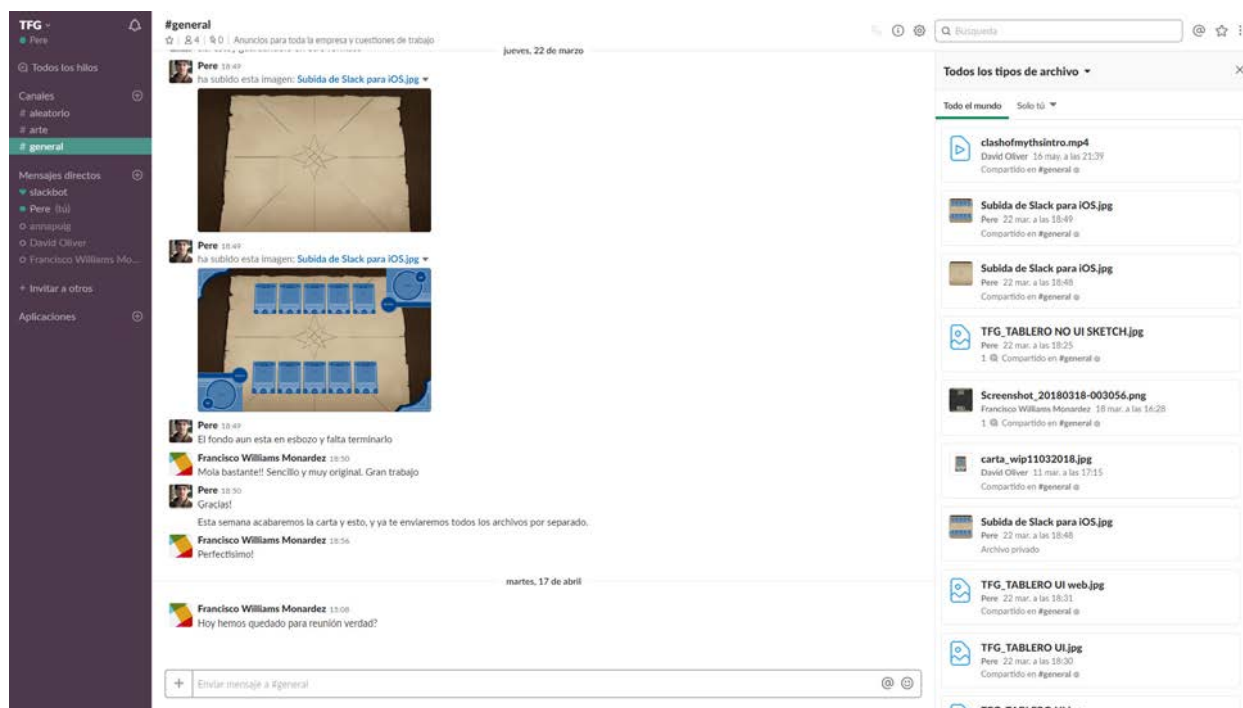 TFG
Pere
Todos los hilos
Canales
# aleatorio
# arte
# general
Mensajes directos
slackbot
Pere (tú)
annapuig
David Oliver
Francisco Williams Mo...
+ Invitar a otros
Aplicaciones
#general
4
0
Anuncios para toda la empresa y cuestiones de trabajo
jueves, 22 de marzo
Pere 18:49
ha subido esta imagen: Subida de Slack para iOS.jpg
Pere 18:49
ha subido esta imagen: Subida de Slack para iOS.jpg
Pere 18:49
El fondo aun esta en esbozo y falta terminarlo
Francisco Williams Monardez 18:50
Mola bastante!! Sencillo y muy original. Gran trabajo
Pere 18:50
Gracias!
Esta semana acabaremos la carta y esto, y ya te enviaremos todos los archivos por separado.
Francisco Williams Monardez 18:56
Perfectisimo!
martes, 17 de abril
Francisco Williams Monardez 15:08
Hoy hemos quedado para reunión verdad?
Enviar mensaje a #general
Búsqueda
Todos los tipos de archivo
Todo el mundo
Solo tú
clashofmythsintro.mp4
David Oliver 16 may. a las 21:39
Compartido en #general
Subida de Slack para iOS.jpg
Pere 22 mar. a las 18:49
Compartido en #general
Subida de Slack para iOS.jpg
Pere 22 mar. a las 18:48
Compartido en #general
TFG_TABLERO NO UI SKETCH.jpg
Pere 22 mar. a las 18:25
1 Compartido en #general
Screenshot_20180318-003056.png
Francisco Williams Monardez 18 mar. a las 16:28
1 Compartido en #general
carta_wip11032018.jpg
David Oliver 11 mar. a las 17:15
Compartido en #general
Subida de Slack para iOS.jpg
Pere 22 mar. a las 18:48
Archivo privado
TFG_TABLERO UI web.jpg
Pere 22 mar. a las 18:31
Compartido en #general
TFG_TABLERO UI.jpg
Pere 22 mar. a las 18:30
Compartido en #general